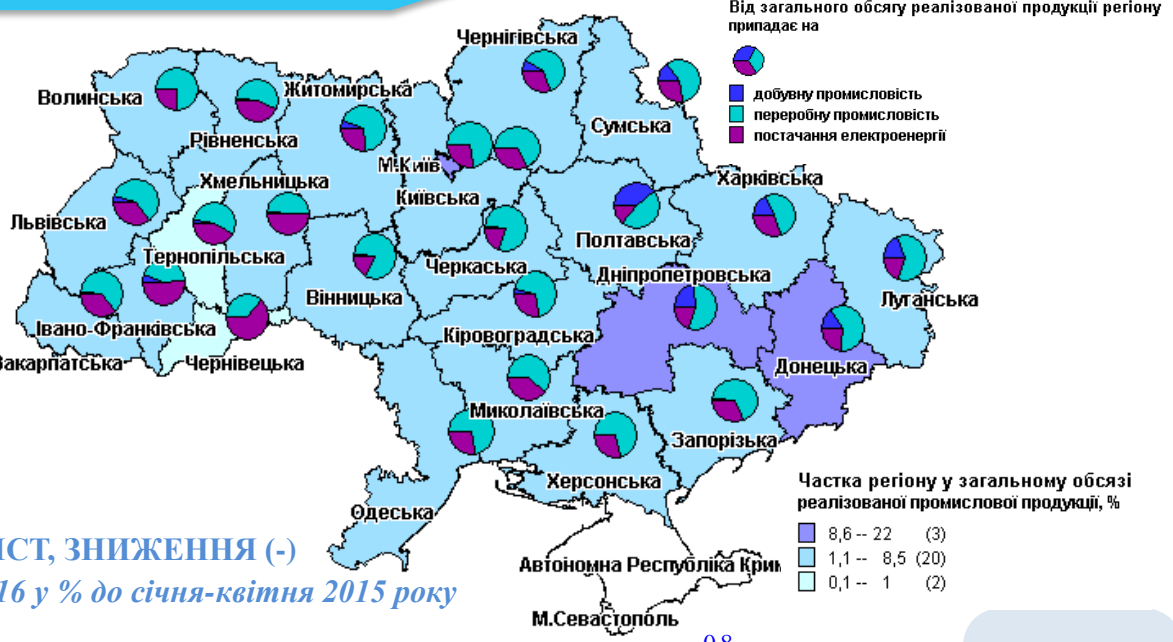 Від загального обсягу реалізованої продукції регіону
припадає на
добувну промисловість
переробну промисловість
постачання електроенергії
Чернігівська
Волинська
Житомирська
Сумська
Рівненська
М.Київ
Хмельницька
Харківська
Київська
Львівська
Полтавська
Тернопільська
Черкаська
Дніпропетровська
Вінницька
Луганська
Івано-Франківська
Кіровоградська
Закарпатська
Чернівецька
Донецька
Миколаївська
Запорізька
Херсонська
Одеська
Частка регіону у загальному обсязі
реалізованої промислової продукції, %
8,6 -- 22 (3)
1,1 -- 8,5 (20)
0,1 -- 1 (2)
ІСТ, ЗНИЖЕННЯ (-)
Автономна Республіка Крим
16 у % до січня-квітня 2015 року
М.Севастополь